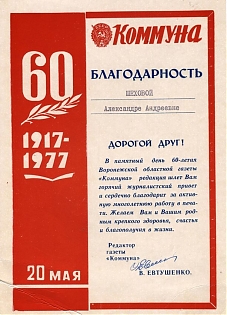 КОММУНА
60
1917-
1977
20 МАЯ
БЛАГОДАРНОСТЬ
ШЕХОВОЙ
Александре Андреевне
ДОРОГОЙ ДРУГ!
В памятный день 60-летия
Воронежской областной газеты
«Коммуна» редакция шлет Вам
горячий журналистский привет
и сердечно благодарит за актив-
ную многолетнюю работу в печа-
ти. Желаем Вам и Вашим род-
ным крепкого здоровья, счастья
и благополучия в жизни.
Редактор
газеты
«Коммуна»
В. ЕВТУШЕНКО.